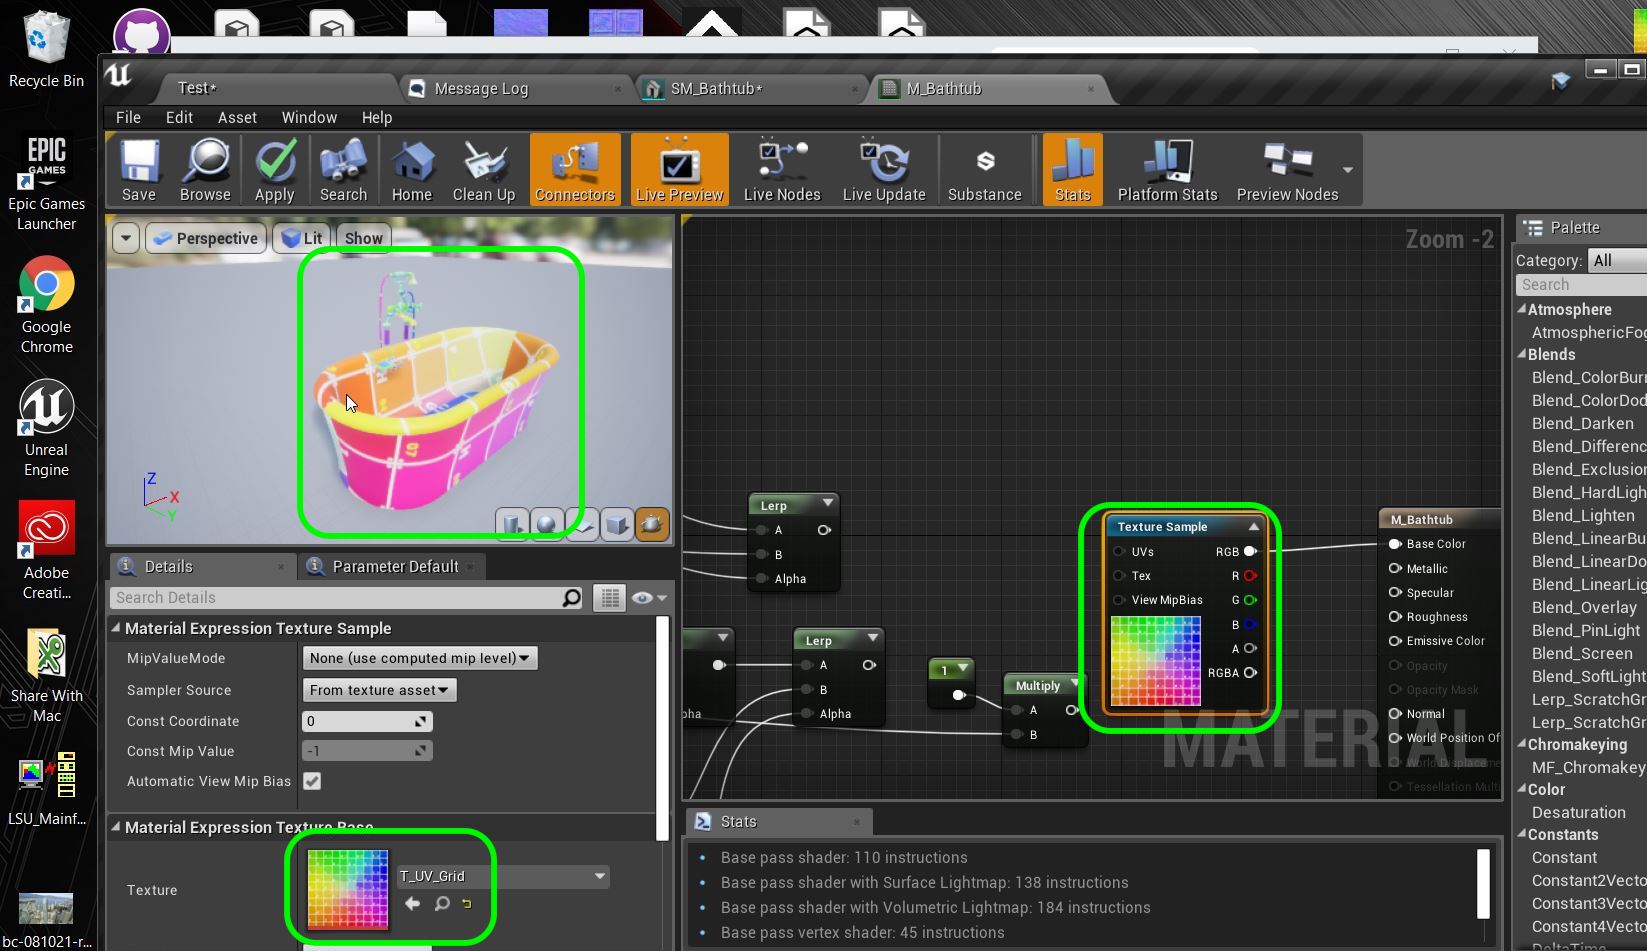 Recycle Bin
EPIC
GAMES
Epic Games
Launcher
Google
Chrome
Unreal
Engine
Adobe
Creati...
Share With
Mac
LSU_Mainf...
bc-081021-r...
Test*
Message Log
SM_Bathtub*
M_Bathtub
File Edit Asset Window Help
Save Browse Apply Search Home Clean Up Connectors Live Preview Live Nodes Live Update Substance Stats Platform Stats Preview Nodes
Perspective Lit Show
Z
X
Y
Details
Parameter Default
Search Details
Material Expression Texture Sample
MipValueMode None (use computed mip level)
Sampler Source From texture asset
Const Coordinate 0
Const Mip Value -1
Automatic View Mip Bias
Material Expression Texture Base
Texture T_UV_Grid
Zoom -2
Lerp
A
B
Alpha
Lerp
A
B
Alpha
pha
1
Multiply
A
B
Texture Sample
UVs RGB
Tex R
View MipBias G
B
A
RGBA
M_Bathtub
Base Color
Metallic
Specular
Roughness
Emissive Color
Opacity
Opacity Mask
Normal
World Position Of
World Displaceme
Tessellation Multi
MATERIAL
Stats
Base pass shader: 110 instructions
Base pass shader with Surface Lightmap: 138 instructions
Base pass shader with Volumetric Lightmap: 184 instructions
Base pass vertex shader: 45 instructions
Palette
Category: All
Search
Atmosphere
AtmosphericFog
Blends
Blend_ColorBurn
Blend_ColorDod
Blend_Darken
Blend_Differenc
Blend_Exclusion
Blend_HardLigh
Blend_Lighten
Blend_LinearBu
Blend_LinearDo
Blend_LinearLig
Blend_Overlay
Blend_PinLight
Blend_Screen
Blend_SoftLight
Lerp_ScratchGr
Lerp_ScratchGr
Chromakeying
MF_Chromakey
Color
Desaturation
Constants
Constant
Constant2Vecto
Constant3Vecto
Constant4Vecto
DeltaTime